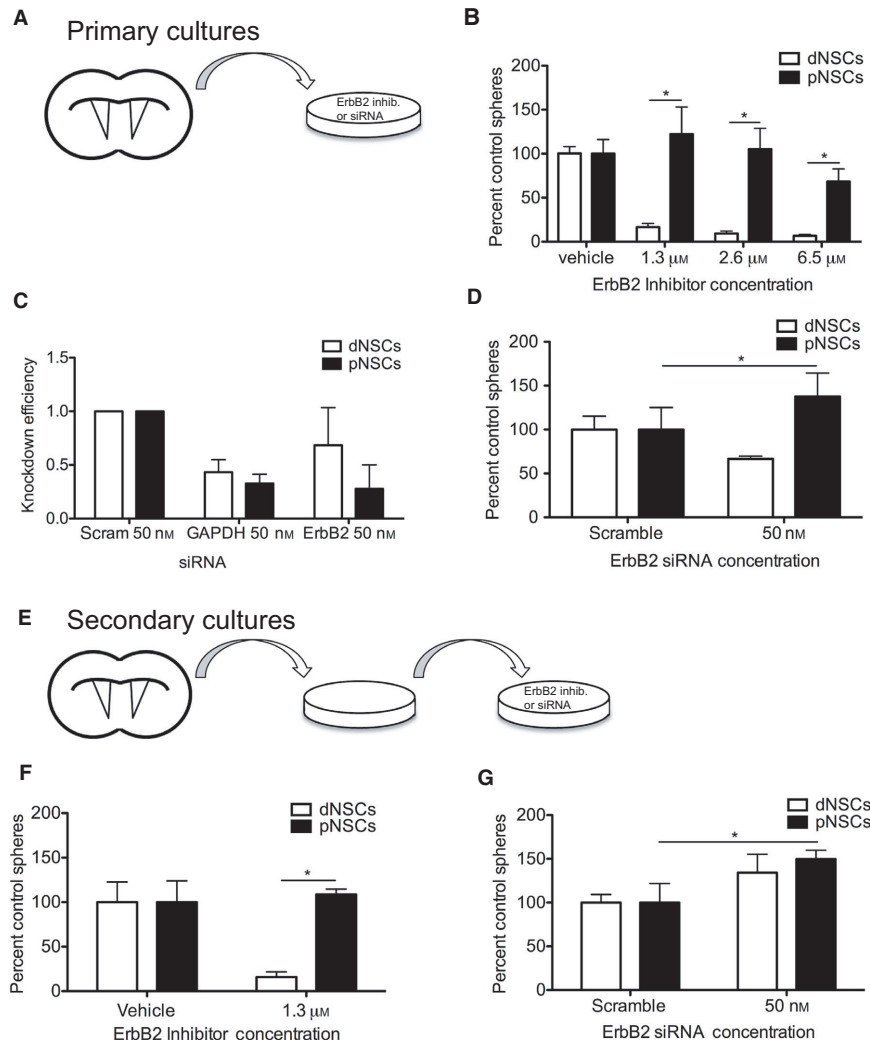 A
Primary cultures
ErbB2 inhib.
or siRNA
B
dNSCs
pNSCs
Percent control spheres
200
150
100
50
0
*
*
*
vehicle 1.3 μM 2.6 μM 6.5 μM
ErbB2 Inhibitor concentration
C
dNSCs
pNSCs
Knockdown efficiency
1.5
1.0
0.5
0.0
Scram 50 nM GAPDH 50 nM ErbB2 50 nM
siRNA
D
dNSCs
pNSCs
Percent control spheres
200
150
100
50
0
*
Scramble 50 nM
ErbB2 siRNA concentration
E
Secondary cultures
ErbB2 inhib.
or siRNA
F
dNSCs
pNSCs
Percent control spheres
200
150
100
50
0
*
Vehicle 1.3 μM
ErbB2 Inhibitor concentration
G
dNSCs
pNSCs
Percent control spheres
200
150
100
50
0
*
Scramble 50 nM
ErbB2 siRNA concentration